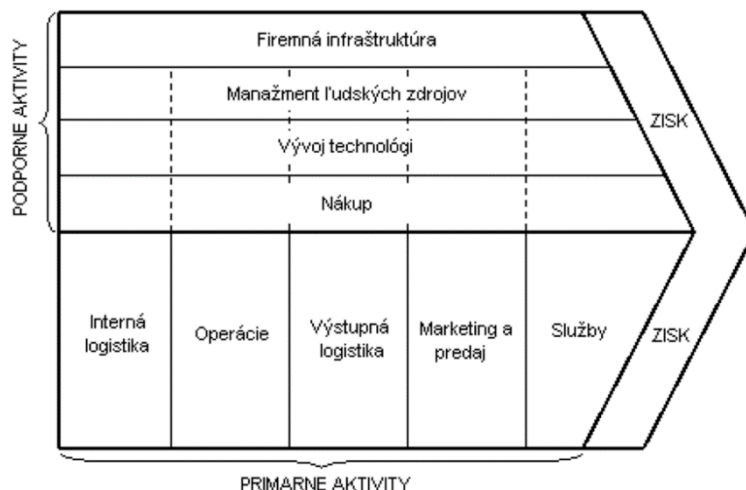 PODPORNE AKTIVITY
Firemná infraštruktúra
Manažment ľudských zdrojov
Vývoj technológi
Nákup
ZISK
Interná
logistika
Operácie
Výstupná
logistika
Marketing a
predaj
Služby
ZISK
PRIMARNE AKTIVITY